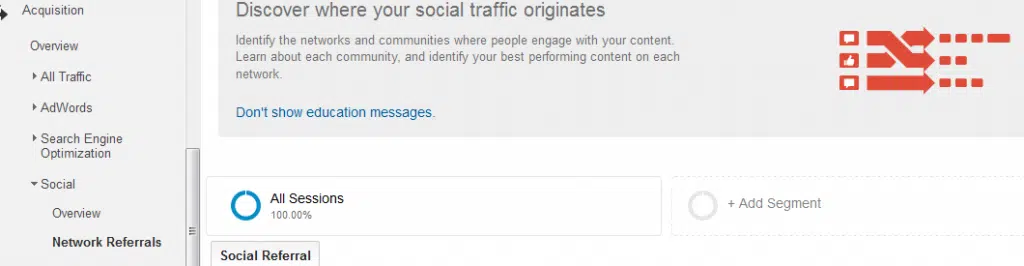 Acquisition
Overview
All Traffic
AdWords
Search Engine
Optimization
Social
Overview
Network Referrals
Discover where your social traffic originates
Identify the networks and communities where people engage with your content.
Learn about each community, and identify your best performing content on each
network.
Don't show education messages.
All Sessions
100.00%
+ Add Segment
Social Referral